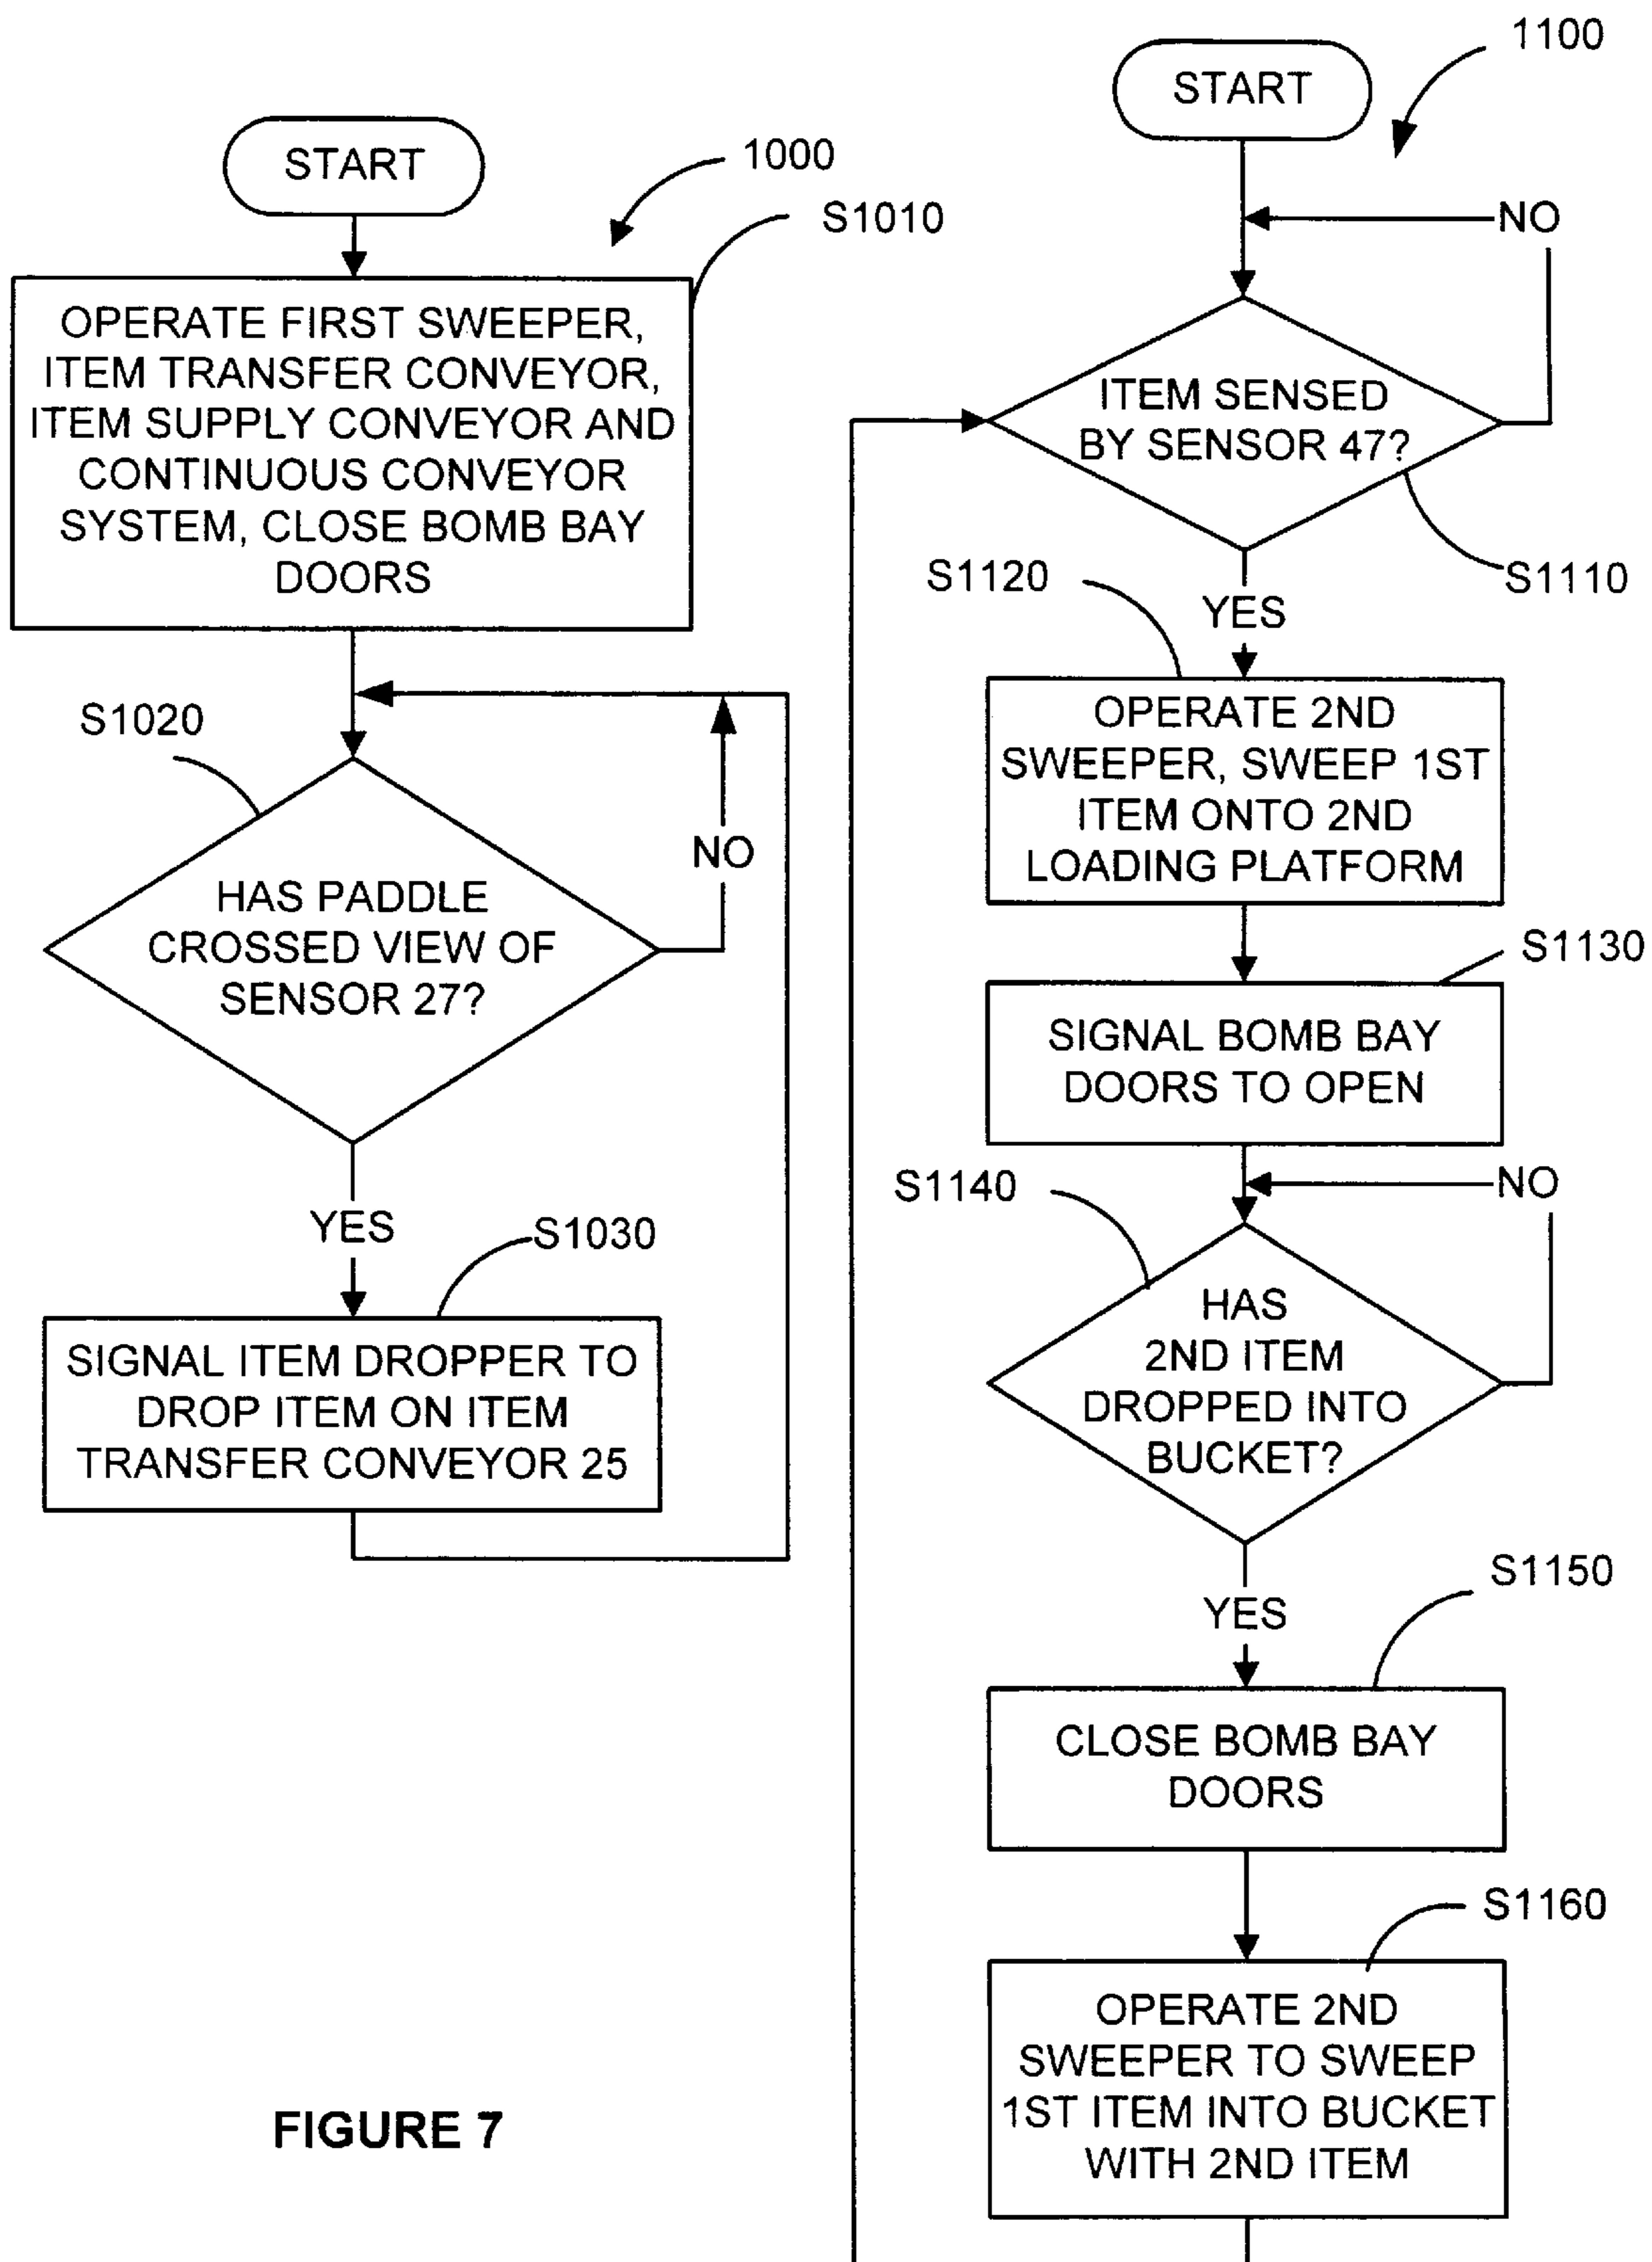 START
1000
S1010
OPERATE FIRST SWEEPER,
ITEM TRANSFER CONVEYOR,
ITEM SUPPLY CONVEYOR AND
CONTINUOUS CONVEYOR
SYSTEM, CLOSE BOMB BAY
DOORS
S1020
NO
HAS PADDLE
CROSSED VIEW OF
SENSOR 27?
YES
S1030
SIGNAL ITEM DROPPER TO
DROP ITEM ON ITEM
TRANSFER CONVEYOR 25
FIGURE 7
1100
START
NO
ITEM SENSED
BY SENSOR 47?
S1110
S1120
YES
OPERATE 2ND
SWEEPER, SWEEP 1ST
ITEM ONTO 2ND
LOADING PLATFORM
S1130
SIGNAL BOMB BAY
DOORS TO OPEN
S1140
NO
HAS
2ND ITEM
DROPPED INTO
BUCKET?
S1150
YES
CLOSE BOMB BAY
DOORS
S1160
OPERATE 2ND
SWEEPER TO SWEEP
1ST ITEM INTO BUCKET
WITH 2ND ITEM